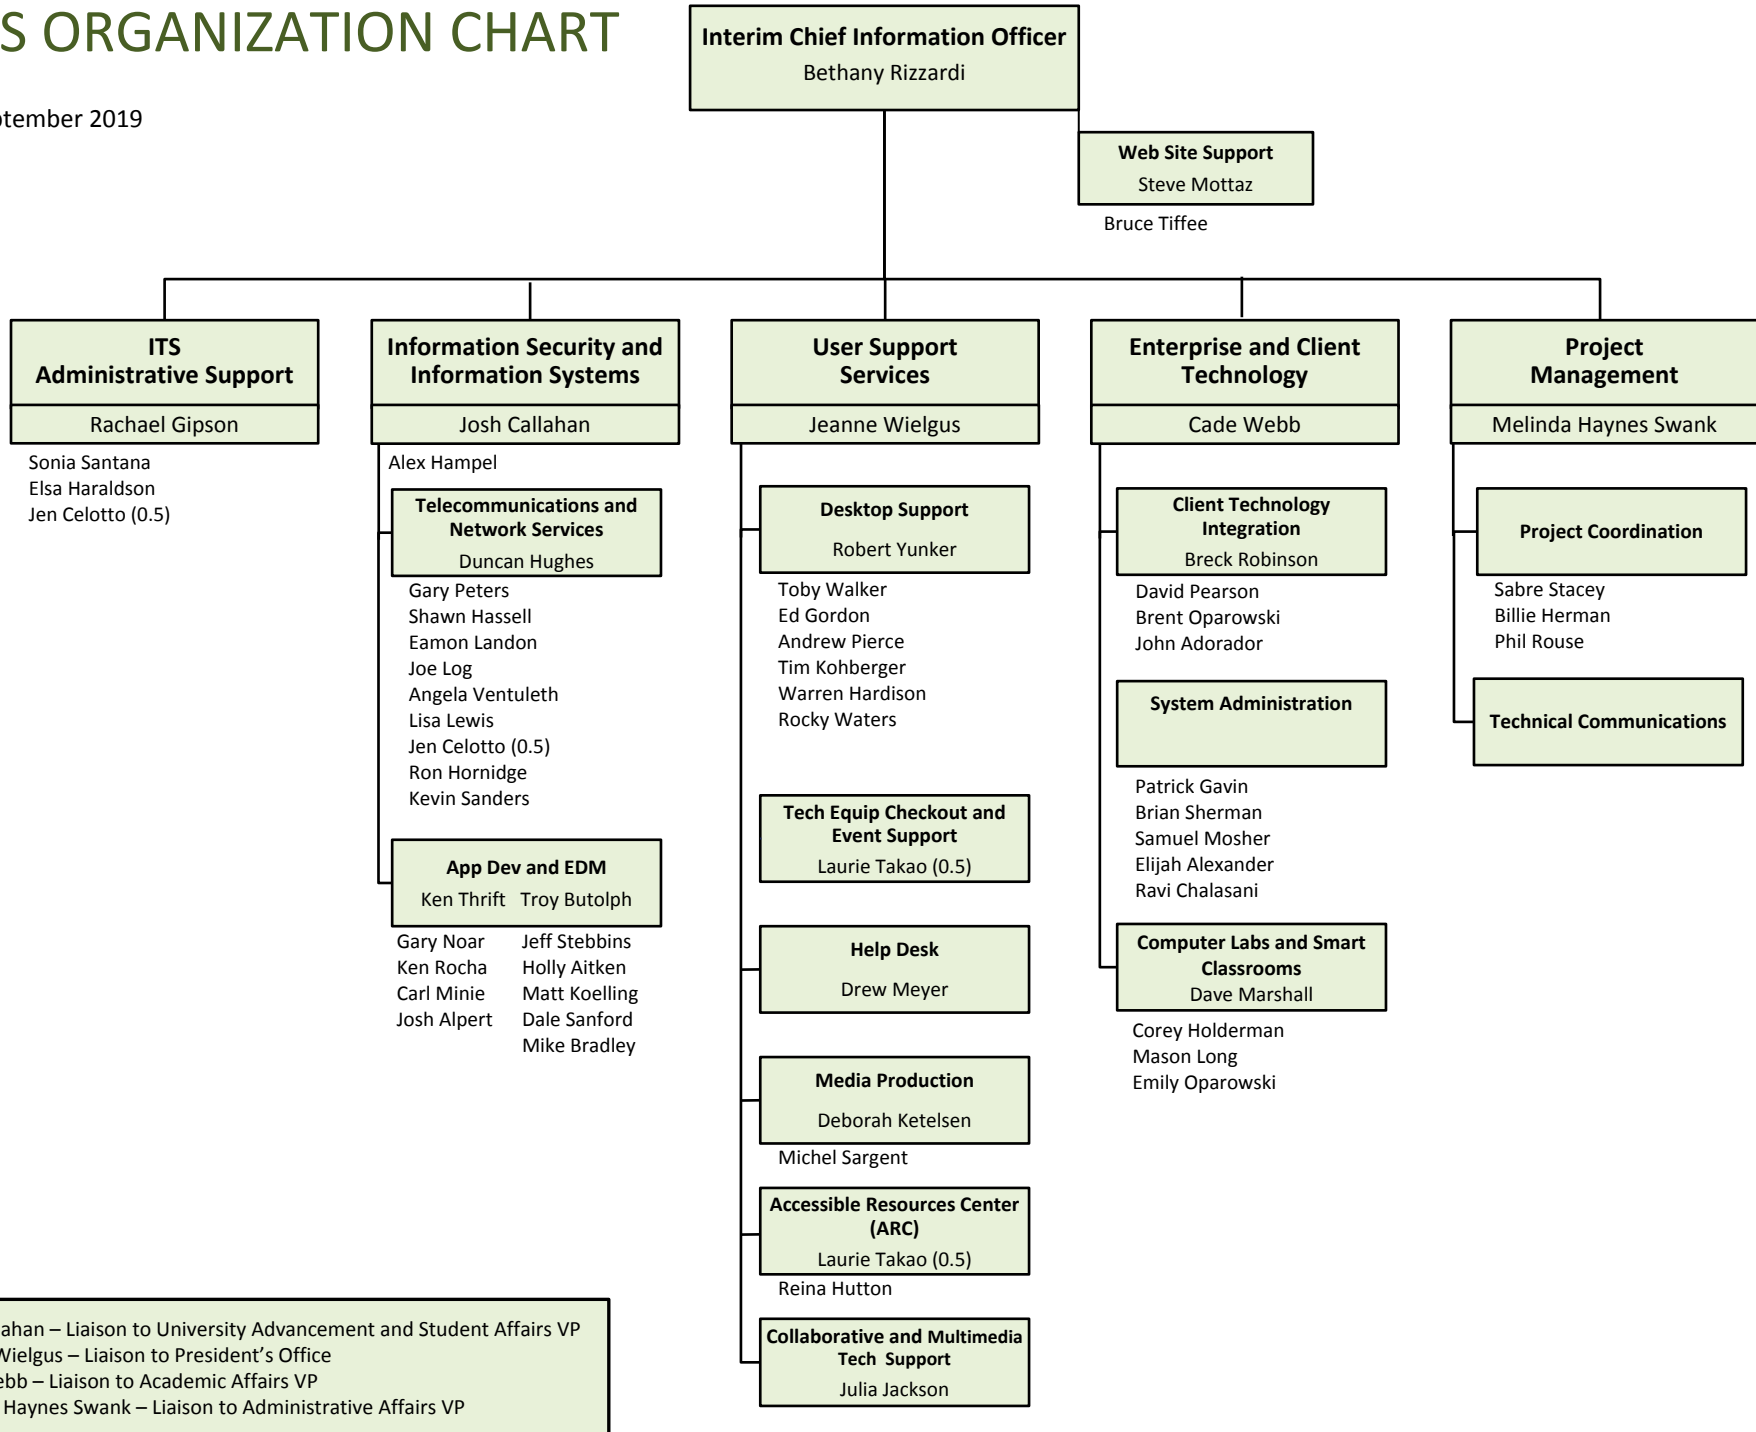 S ORGANIZATION CHART
tember 2019
Interim Chief Information Officer
Bethany Rizzardi
Web Site Support
Steve Mottaz
Bruce Tiffee
ITS
Administrative Support
Rachael Gipson
Sonia Santana
Elsa Haraldson
Jen Celotto (0.5)
Information Security and
Information Systems
Josh Callahan
Alex Hampel
Telecommunications and
Network Services
Duncan Hughes
Gary Peters
Shawn Hassell
Eamon Landon
Joe Log
Angela Ventuleth
Lisa Lewis
Jen Celotto (0.5)
Ron Hornidge
Kevin Sanders
App Dev and EDM
Ken Thrift Troy Butolph
Gary Noar
Ken Rocha
Carl Minie
Josh Alpert
Jeff Stebbins
Holly Aitken
Matt Koelling
Dale Sanford
Mike Bradley
User Support
Services
Jeanne Wielgus
Desktop Support
Robert Yunker
Toby Walker
Ed Gordon
Andrew Pierce
Tim Kohberger
Warren Hardison
Rocky Waters
Tech Equip Checkout and
Event Support
Laurie Takao (0.5)
Help Desk
Drew Meyer
Media Production
Deborah Ketelsen
Michel Sargent
Accessible Resources Center
(ARC)
Laurie Takao (0.5)
Reina Hutton
Collaborative and Multimedia
Tech Support
Julia Jackson
Enterprise and Client
Technology
Cade Webb
Client Technology
Integration
Breck Robinson
David Pearson
Brent Oparowski
John Adorador
System Administration
Patrick Gavin
Brian Sherman
Samuel Mosher
Elijah Alexander
Ravi Chalasani
Computer Labs and Smart
Classrooms
Dave Marshall
Corey Holderman
Mason Long
Emily Oparowski
Project
Management
Melinda Haynes Swank
Project Coordination
Sabre Stacey
Billie Herman
Phil Rouse
Technical Communications
ahan – Liaison to University Advancement and Student Affairs VP
Wielgus – Liaison to President's Office
ebb – Liaison to Academic Affairs VP
Haynes Swank – Liaison to Administrative Affairs VP